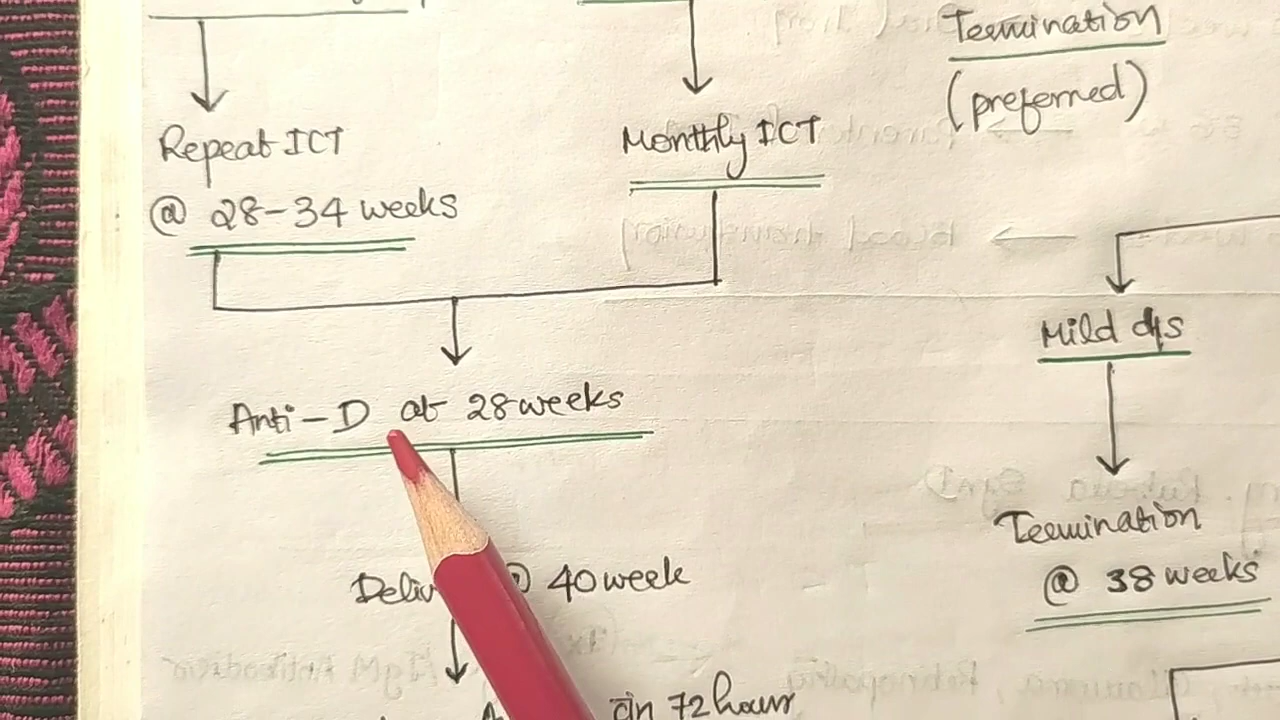 Repeat ICT
@ 28-34 weeks
Monthly ICT
Anti-D at 28 weeks
@ 40 week
in 72 hour
Termination
(preferred)
Mild d/s
Termination
@ 38 weeks